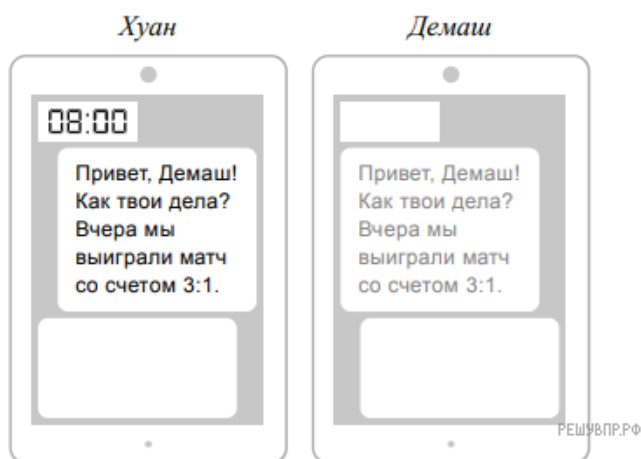 Хуан
Демаш
08:00
Привет, Демаш!
Как твои дела?
Вчера мы
выиграли матч
со счетом 3:1.
Привет, Демаш!
Как твои дела?
Вчера мы
выиграли матч
со счетом 3:1.
РЕШУВПР.РФ